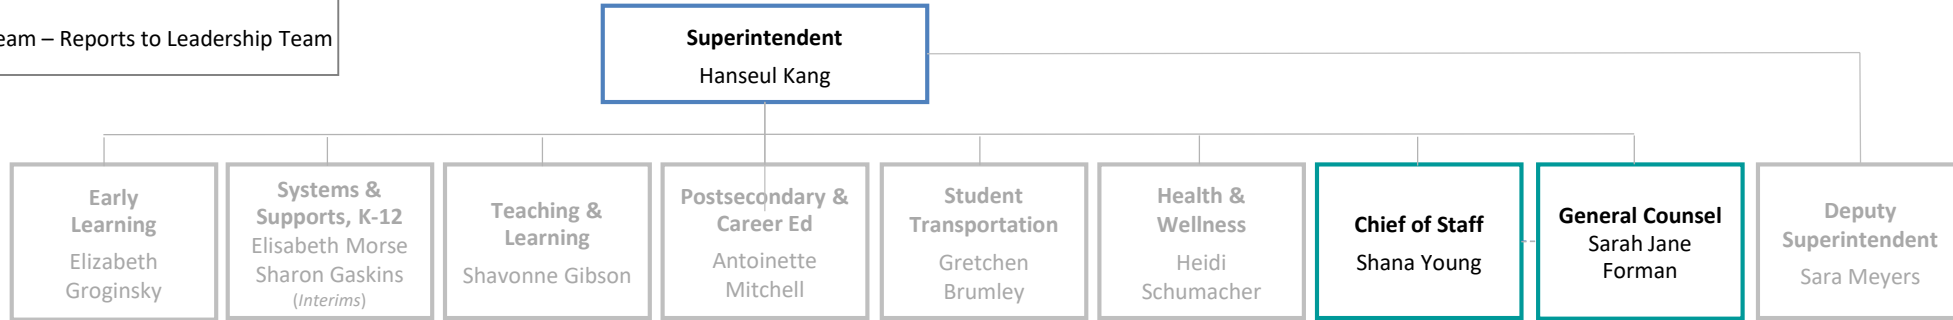 eam – Reports to Leadership Team
Superintendent
Hanseul Kang
Early
Learning
Elizabeth
Groginsky
Systems &
Supports, K-12
Elisabeth Morse
Sharon Gaskins
(Interims)
Teaching &
Learning
Shavonne Gibson
Postsecondary &
Career Ed
Antoinette
Mitchell
Student
Transportation
Gretchen
Brumley
Health &
Wellness
Heidi
Schumacher
Chief of Staff
Shana Young
General Counsel
Sarah Jane
Forman
Deputy
Superintendent
Sara Meyers